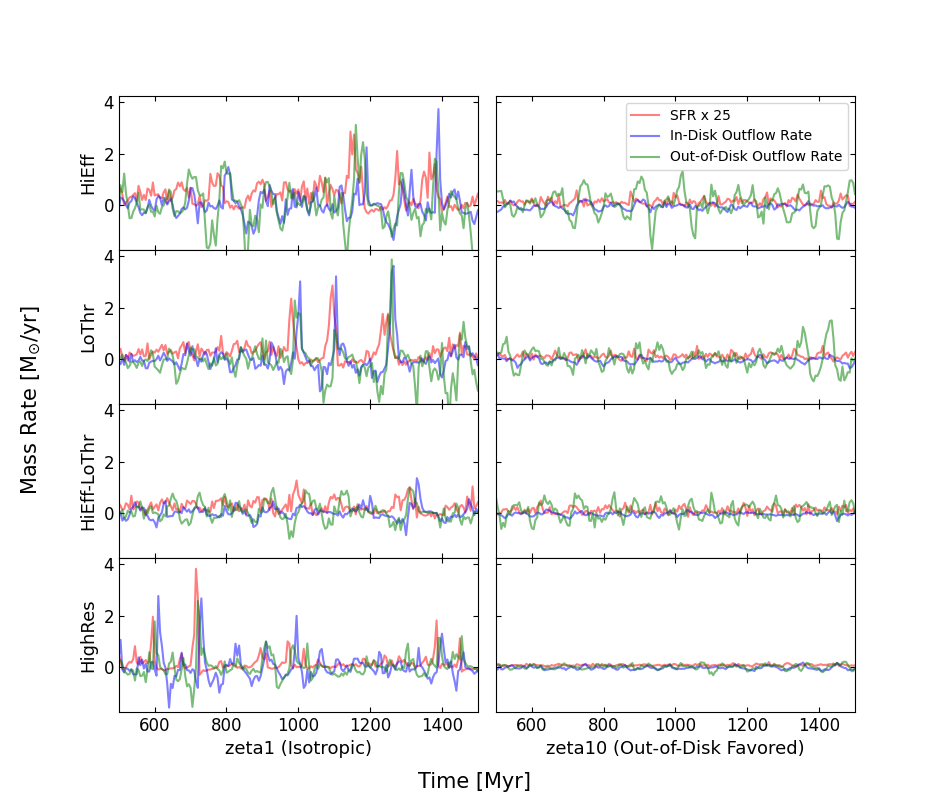 SFR x 25
In-Disk Outflow Rate
Out-of-Disk Outflow Rate
Mass Rate [M☉/yr]
HiEff
4
2
0
LoThr
4
2
0
HiEff-LoThr
4
2
0
HighRes
4
2
0
600 800 1000 1200 1400
600 800 1000 1200 1400
zeta1 (Isotropic)
zeta10 (Out-of-Disk Favored)
Time [Myr]